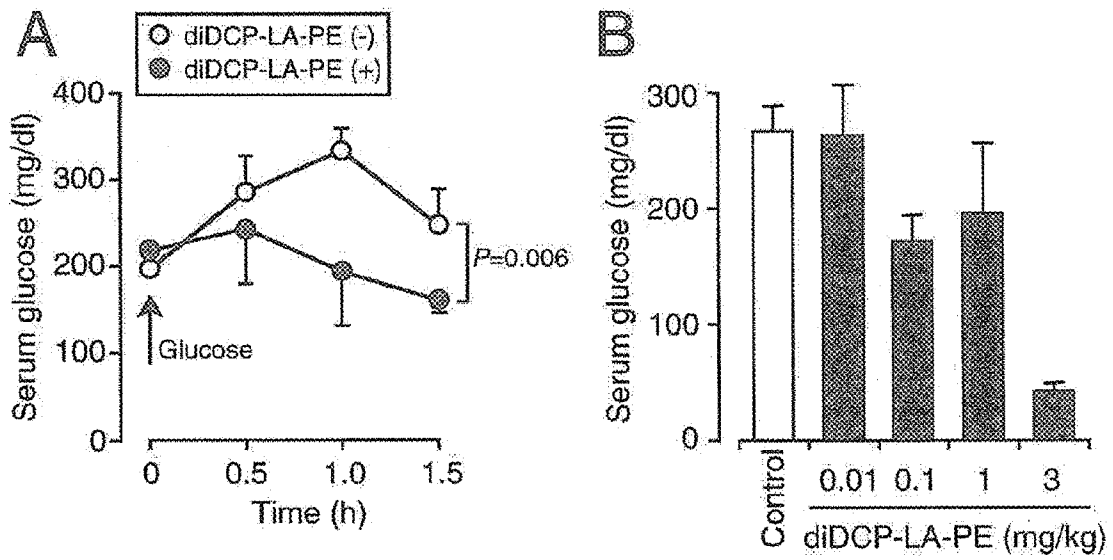 A
diDCP-LA-PE (-)
diDCP-LA-PE (+)
Serum glucose (mg/dl)
400
300
200
100
0
Glucose
P=0.006
0 0.5 1.0 1.5
Time (h)
B
Serum glucose (mg/dl)
300
200
100
0
Control
0.01 0.1 1 3
diDCP-LA-PE (mg/kg)